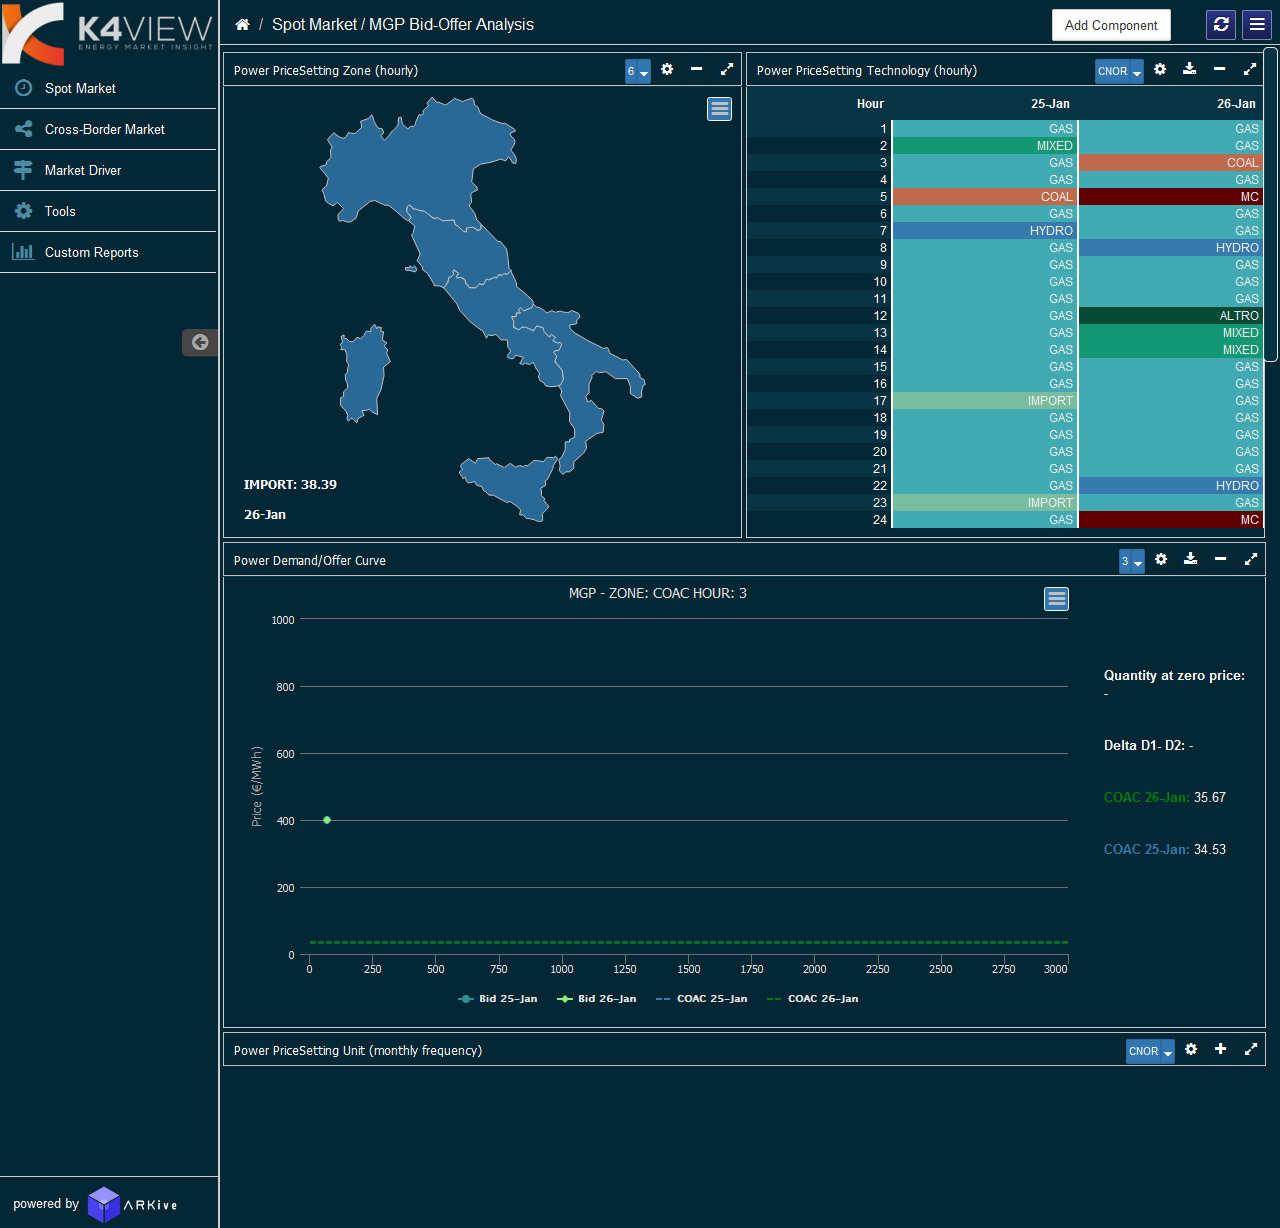 K4VIEW
ENERGY MARKET INSIGHT
/ Spot Market / MGP Bid-Offer Analysis
Add Component
Spot Market
Cross-Border Market
Market Driver
Tools
Custom Reports
Power PriceSetting Zone (hourly)
6
IMPORT: 38.39
26-Jan
Power PriceSetting Technology (hourly)
CNOR
Hour 25-Jan 26-Jan
1 GAS GAS
2 MIXED GAS
3 GAS COAL
4 GAS GAS
5 COAL MC
6 GAS GAS
7 HYDRO GAS
8 GAS HYDRO
9 GAS GAS
10 GAS GAS
11 GAS GAS
12 GAS ALTRO
13 GAS MIXED
14 GAS MIXED
15 GAS GAS
16 GAS GAS
17 IMPORT GAS
18 GAS GAS
19 GAS GAS
20 GAS GAS
21 GAS GAS
22 GAS HYDRO
23 IMPORT GAS
24 GAS MC
Power Demand/Offer Curve
3
MGP - ZONE: COAC HOUR: 3
Price (€/MWh)
1000
800
600
400
200
0
0 250 500 750 1000 1250 1500 1750 2000 2250 2500 2750 3000
Bid 25-Jan Bid 26-Jan COAC 25-Jan COAC 26-Jan
Quantity at zero price:
-
Delta D1- D2: -
COAC 26-Jan: 35.67
COAC 25-Jan: 34.53
Power PriceSetting Unit (monthly frequency)
CNOR
powered by ARKive